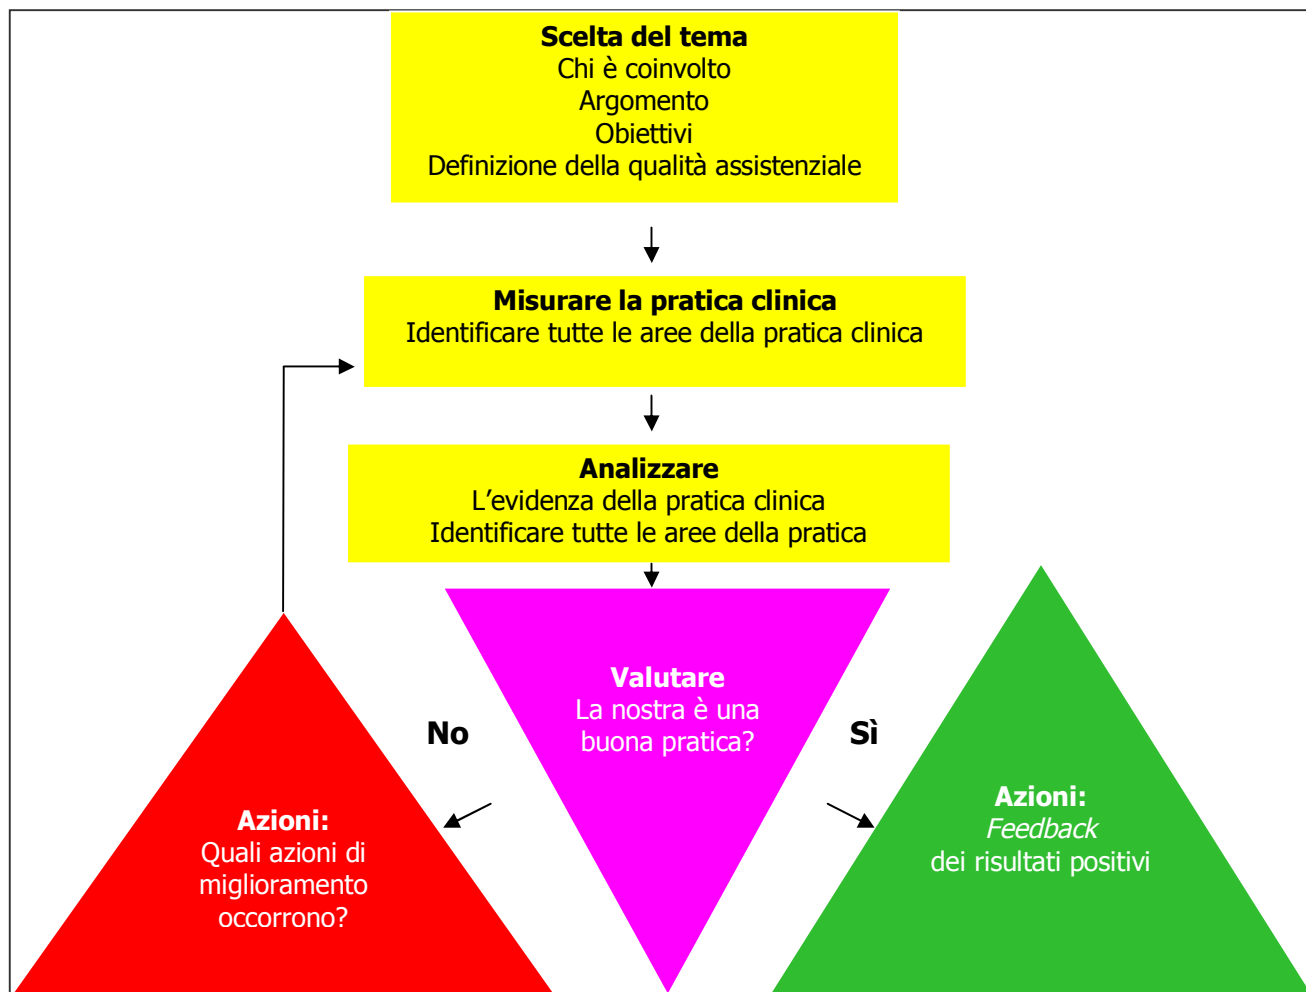 Scelta del tema
Chi è coinvolto
Argomento
Obiettivi
Definizione della qualità assistenziale
Misurare la pratica clinica
Identificare tutte le aree della pratica clinica
Analizzare
L’evidenza della pratica clinica
Identificare tutte le aree della pratica
Valutare
La nostra è una
buona pratica?
No
Sì
Azioni:
Quali azioni di
miglioramento
occorrono?
Azioni:
Feedback
dei risultati positivi